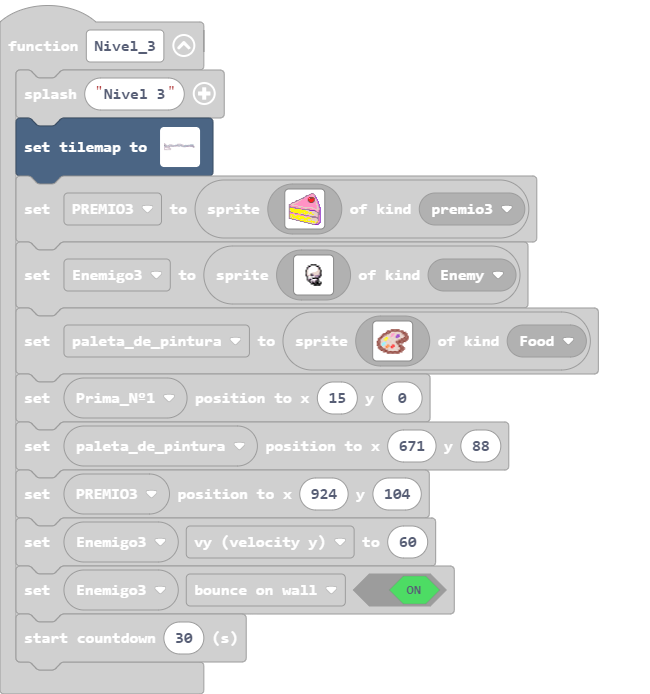 function Nivel_3
splash "Nivel 3"
set tilemap to
set PREMIO3 to sprite of kind premio3
set Enemigo3 to sprite of kind Enemy
set paleta_de_pintura to sprite of kind Food
set Prima_Nº1 position to x 15 y 0
set paleta_de_pintura position to x 671 y 88
set PREMIO3 position to x 924 y 104
set Enemigo3 vy (velocity y) to 60
set Enemigo3 bounce on wall ON
start countdown 30 (s)